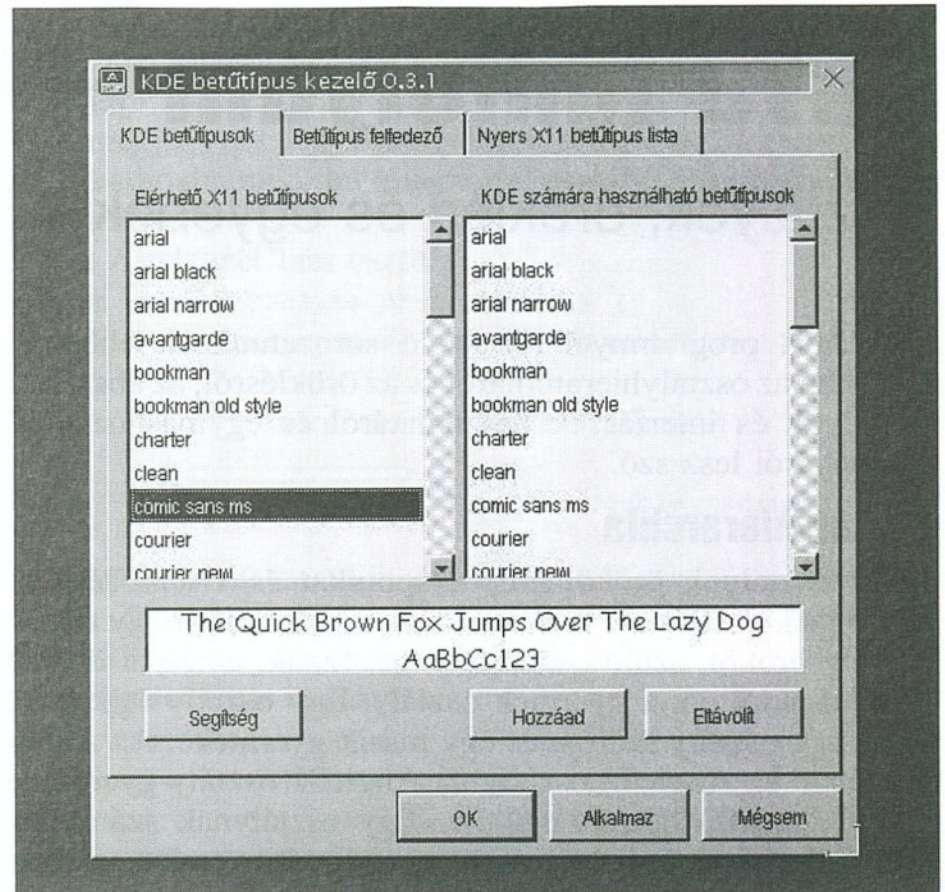 KDE betűtípus kezelő 0.3.1
KDE betűtípusok
Betűtípus felfedező
Nyers X11 betűtípus lista
Elérhető X11 betűtípusok
KDE számára használható betűtípusok
arial
arial black
arial narrow
avantgarde
bookman
bookman old style
charter
clean
comic sans ms
courier
courier new
arial
arial black
arial narrow
avantgarde
bookman
bookman old style
charter
clean
comic sans ms
courier
courier new
The Quick Brown Fox Jumps Over The Lazy Dog
AaBbCc123
Segítség
Hozzáad
Eltávolít
OK
Alkalmaz
Mégsem